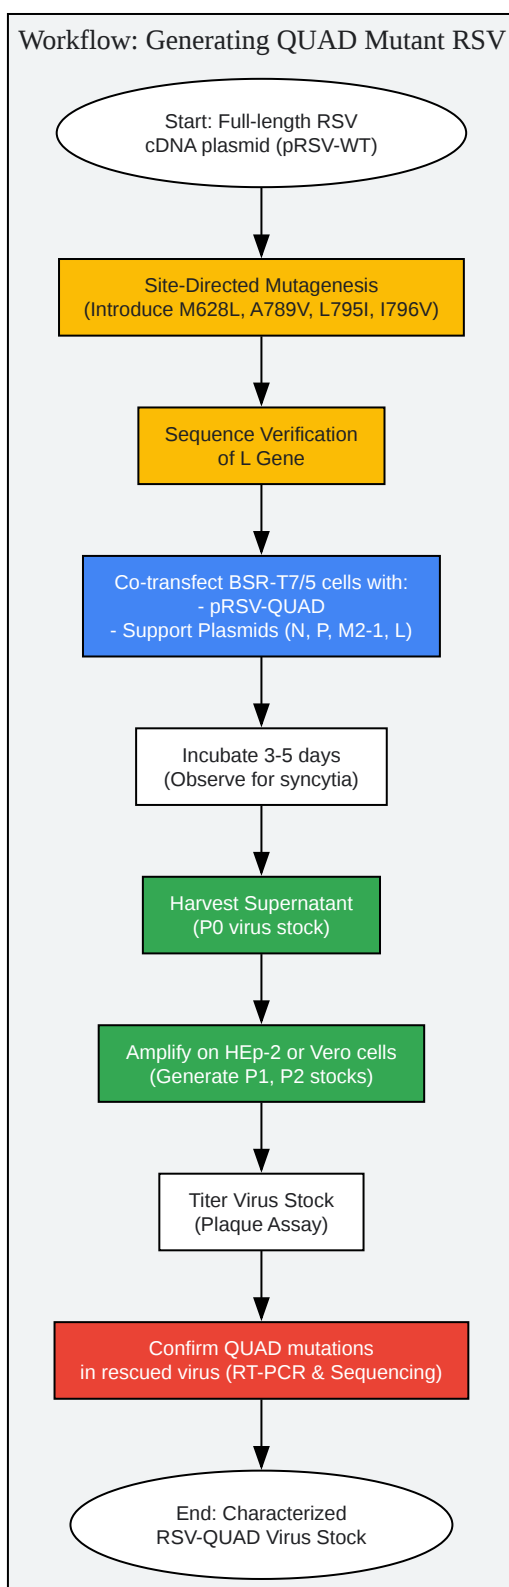 Workflow: Generating QUAD Mutant RSV
Start: Full-length RSV
cDNA plasmid (pRSV-WT)
Site-Directed Mutagenesis
(Introduce M628L, A789V, L795I, I796V)
Sequence Verification
of L Gene
Co-transfect BSR-T7/5 cells with:
- pRSV-QUAD
- Support Plasmids (N, P, M2-1, L)
Incubate 3-5 days
(Observe for syncytia)
Harvest Supernatant
(P0 virus stock)
Amplify on HEp-2 or Vero cells
(Generate P1, P2 stocks)
Titer Virus Stock
(Plaque Assay)
Confirm QUAD mutations
in rescued virus (RT-PCR & Sequencing)
End: Characterized
RSV-QUAD Virus Stock